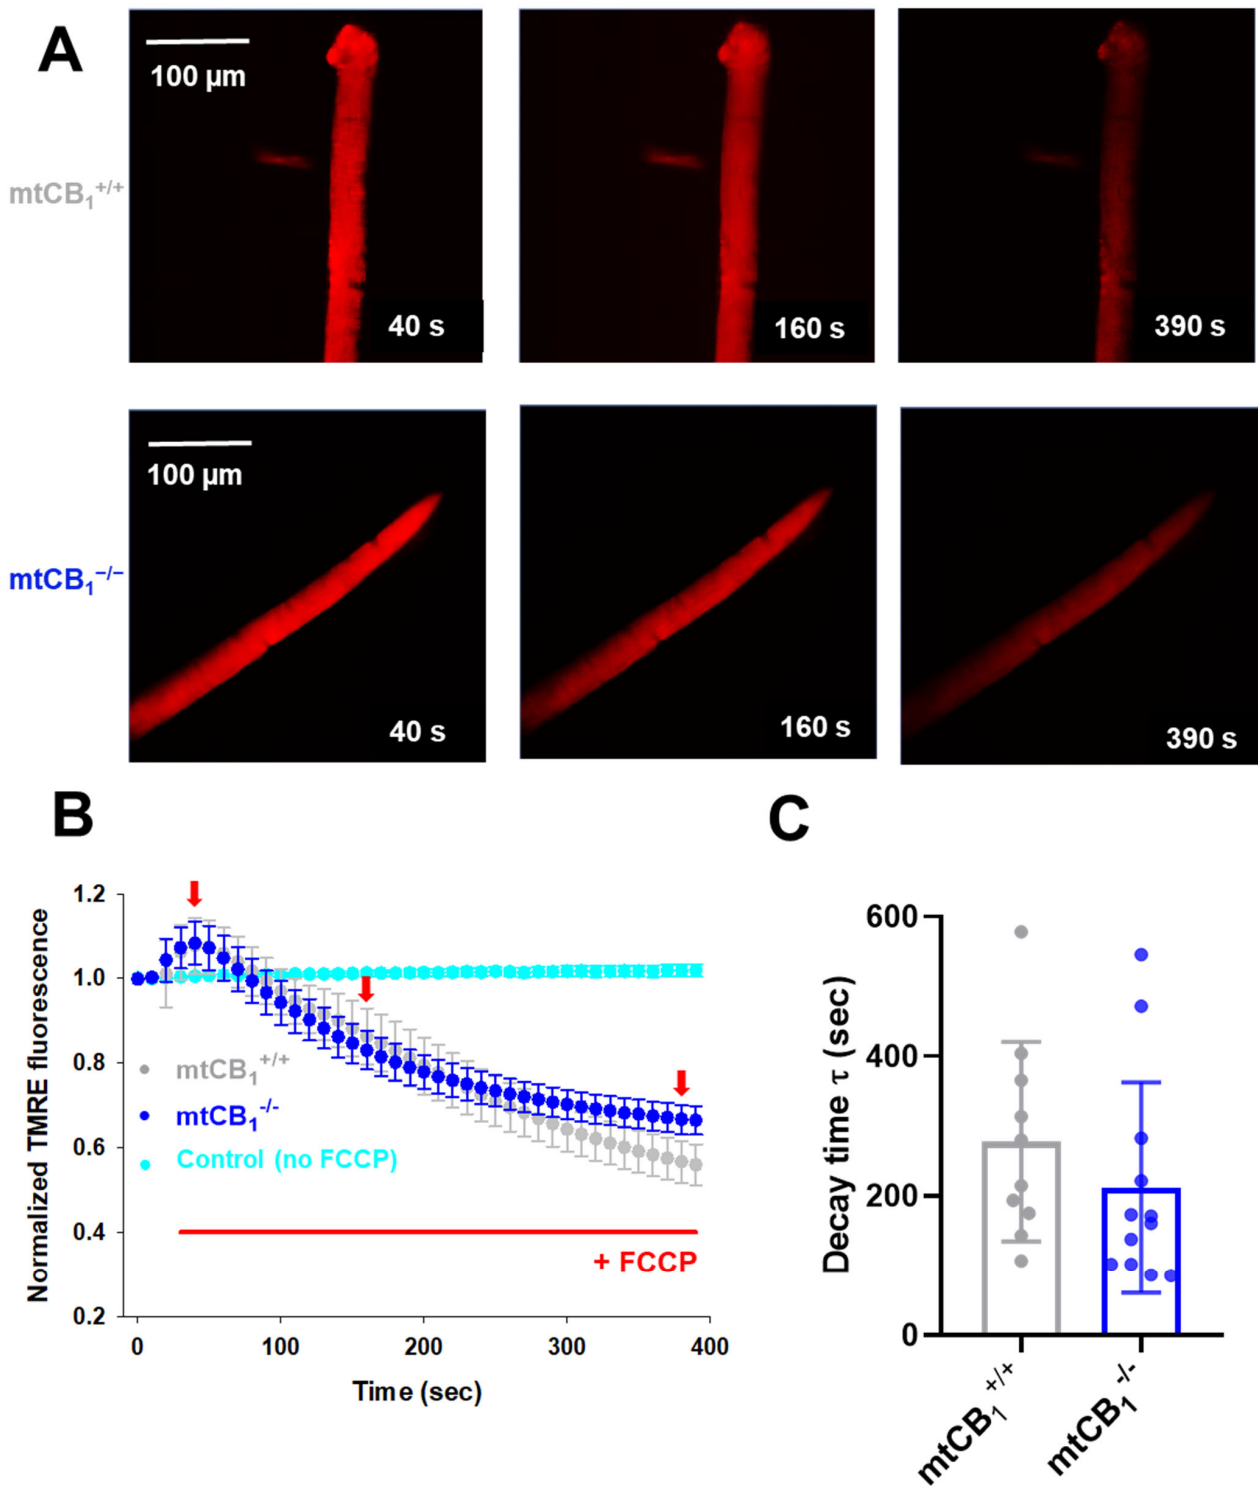 A
100 µm
mtCB₁⁺/⁺
40 s
160 s
390 s
100 µm
mtCB₁⁻/⁻
40 s
160 s
390 s
B
Normalized TMRE fluorescence
1.2
1.0
0.8
0.6
0.4
0.2
mtCB₁⁺/⁺
mtCB₁⁻/⁻
Control (no FCCP)
+ FCCP
0 100 200 300 400
Time (sec)
C
Decay time τ (sec)
600
400
200
0
mtCB₁⁺/⁺
mtCB₁⁻/⁻